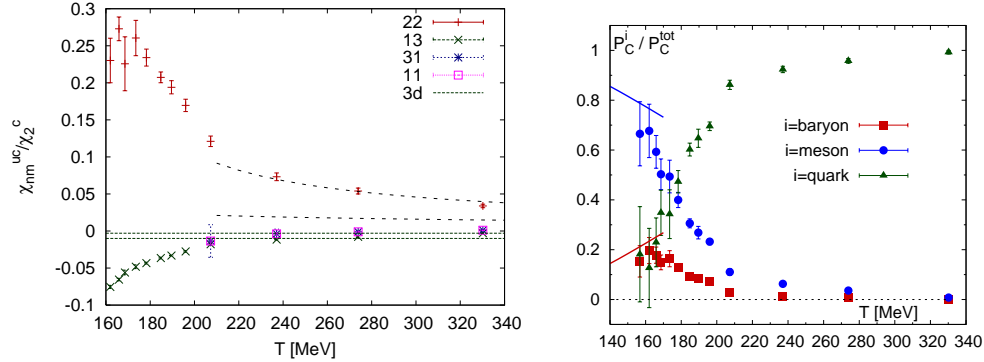 0.3
0.25
0.2
0.15
0.1
0.05
0
-0.05
-0.1
160 180 200 220 240 260 280 300 320 340
T [MeV]
χnm^uc/χ2^c
22
13
31
11
3d
P_C^i / P_C^tot
1
0.8
0.6
0.4
0.2
0
i=baryon
i=meson
i=quark
T [MeV]
140 160 180 200 220 240 260 280 300 320 340